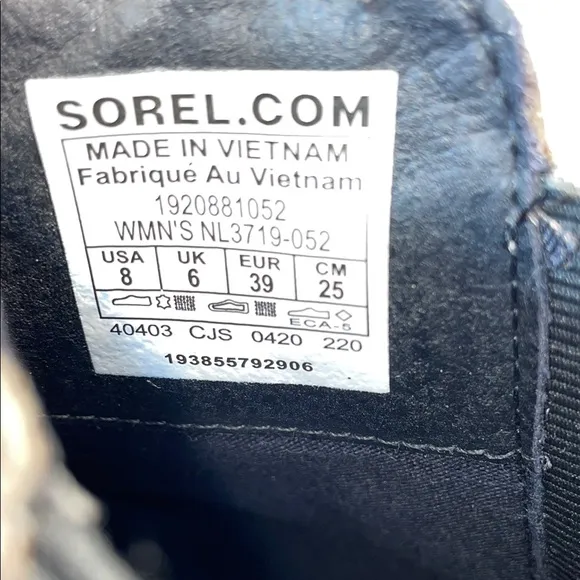 SOREL.COM
MADE IN VIETNAM
Fabriqué Au Vietnam
1920881052
WMN'S NL3719-052
USA UK EUR CM
8 6 39 25
ECA-5
40403 CJS 0420 220
193855792906